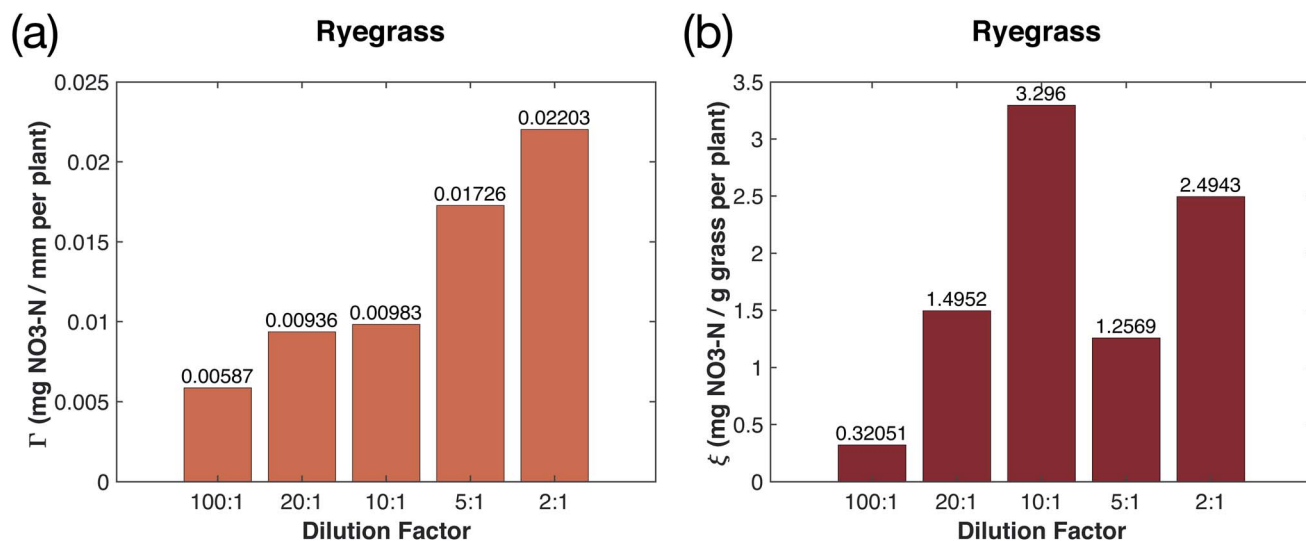 (a)
Ryegrass
Γ (mg NO3-N / mm per plant)
0.025
0.02
0.015
0.01
0.005
0
0.00587
0.00936
0.00983
0.01726
0.02203
100:1 20:1 10:1 5:1 2:1
Dilution Factor
(b)
Ryegrass
ξ (mg NO3-N / g grass per plant)
3.5
3
2.5
2
1.5
1
0.5
0
0.32051
1.4952
3.296
1.2569
2.4943
100:1 20:1 10:1 5:1 2:1
Dilution Factor